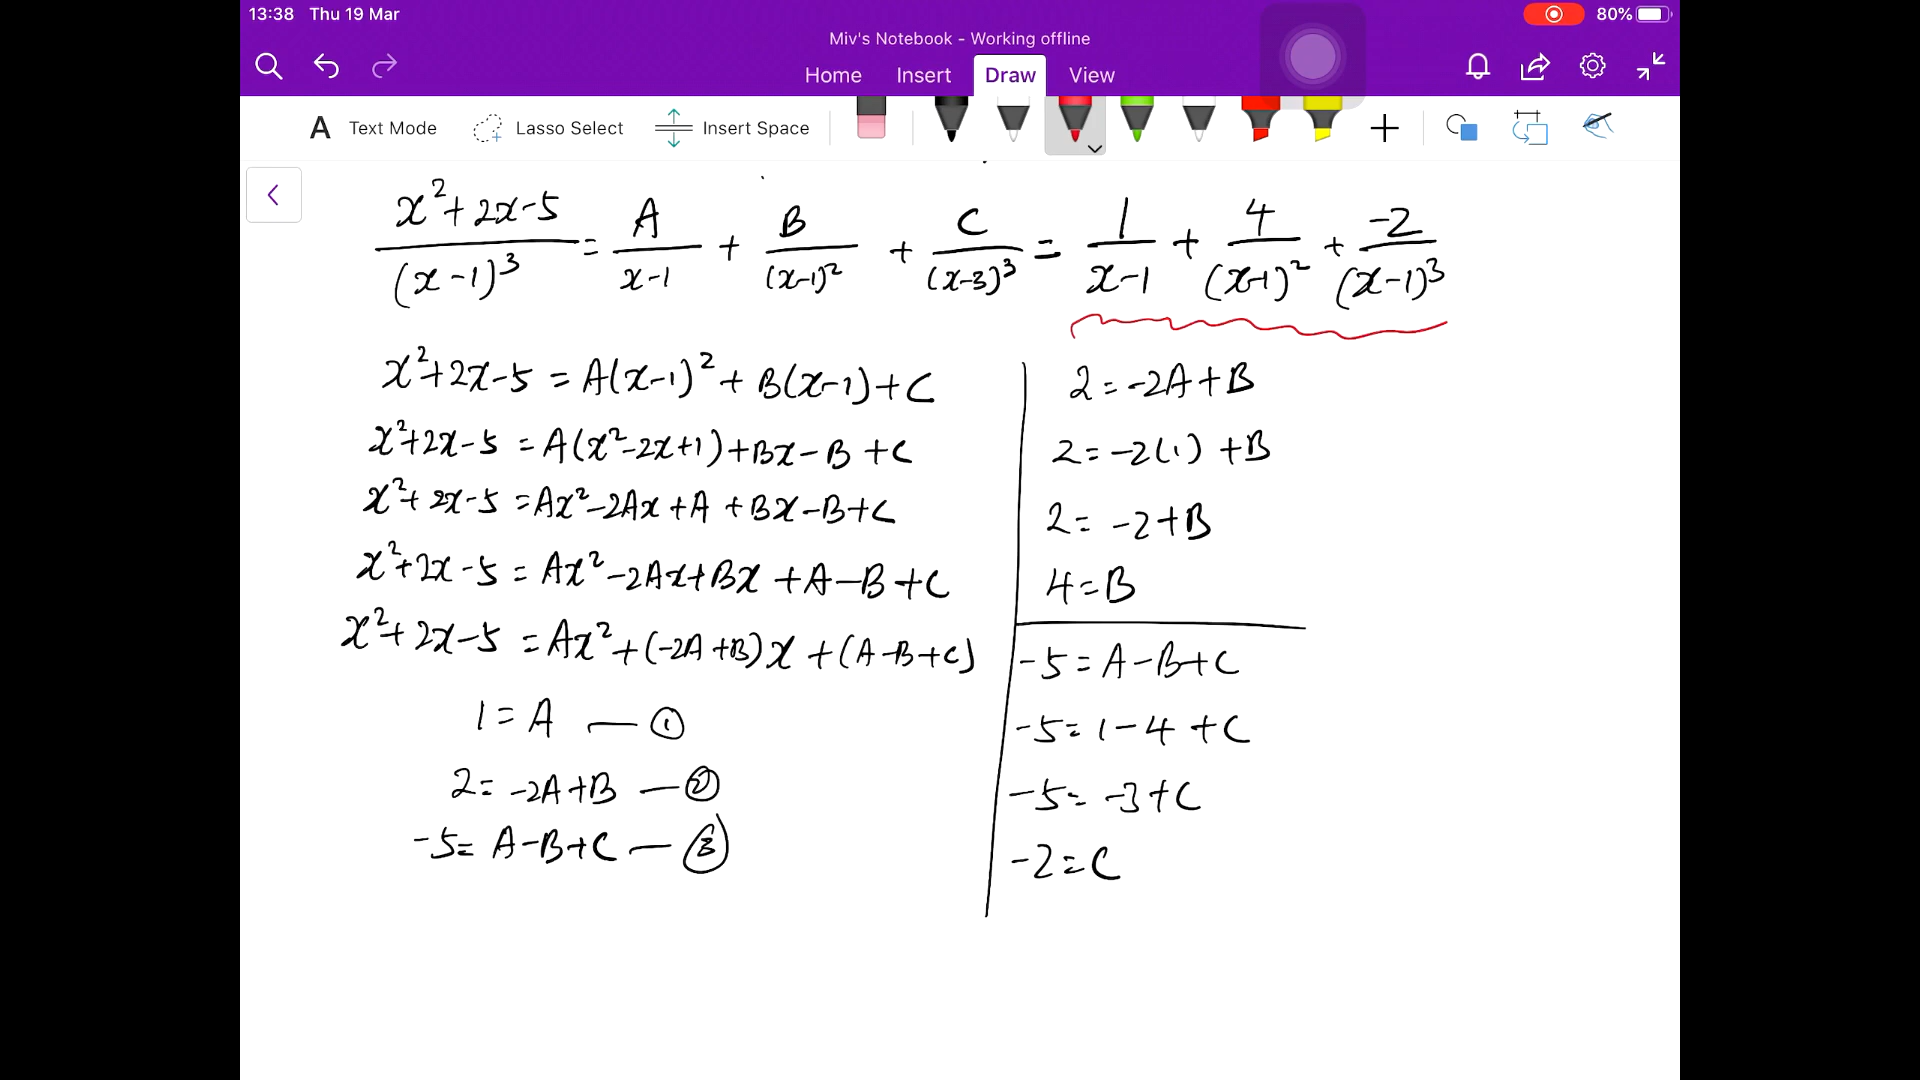 13:38 Thu 19 Mar 80%
Miv's Notebook - Working offline
Home Insert Draw View
A Text Mode Lasso Select Insert Space
x²+2x-5/(x-1)³ = A/x-1 + B/(x-1)² + C/(x-3)³ = 1/x-1 + 4/(x-1)² + -2/(x-1)³
x²+2x-5 = A(x-1)² + B(x-1)+C
x²+2x-5 = A(x²-2x+1)+Bx-B+C
x²+2x-5 = Ax²-2Ax+A+Bx-B+C
x²+2x-5 = Ax²-2Ax+Bx+A-B+C
x²+2x-5 = Ax²+(-2A+B)x+(A-B+C)
1=A — ①
2=-2A+B — ②
-5=A-B+C — ③
2=-2A+B
2=-2(1)+B
2=-2+B
4=B
-5=A-B+C
-5=1-4+C
-5=-3+C
-2=C